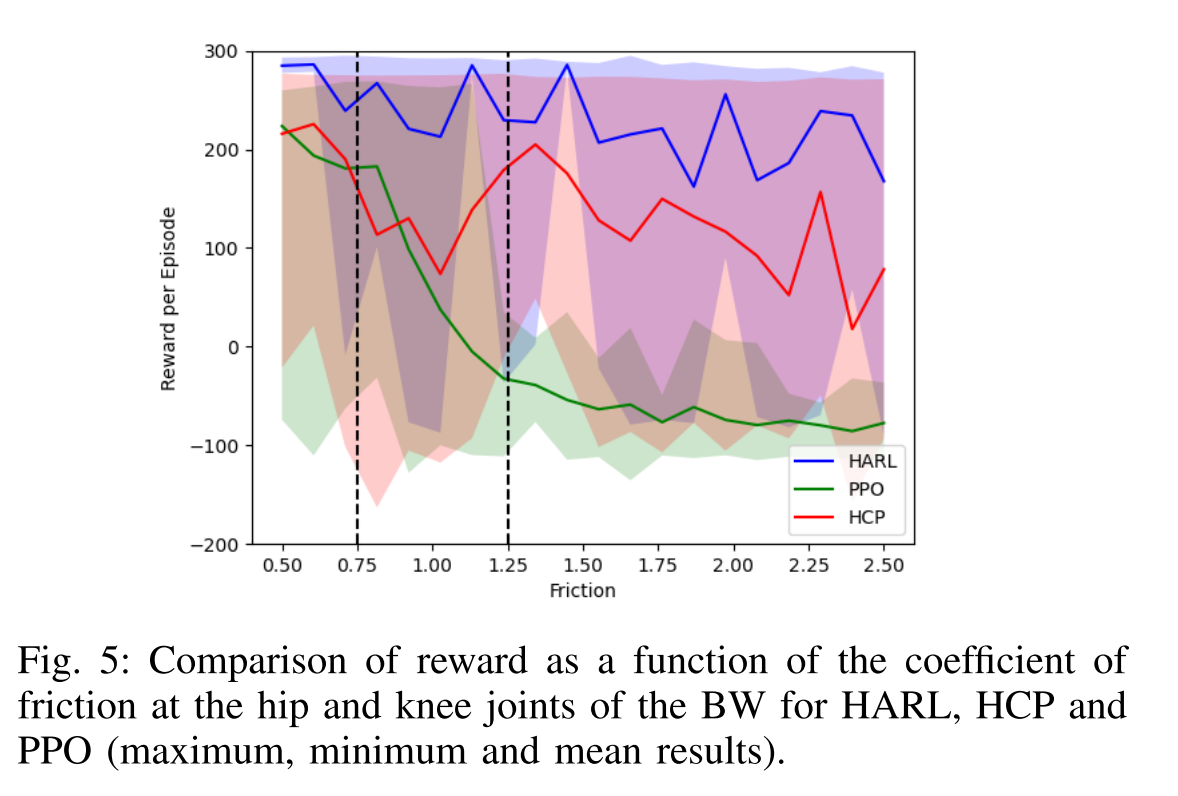 300
200
100
0
−100
−200
Reward per Episode
HARL
PPO
HCP
0.50 0.75 1.00 1.25 1.50 1.75 2.00 2.25 2.50
Friction
Fig. 5: Comparison of reward as a function of the coefficient of
friction at the hip and knee joints of the BW for HARL, HCP and
PPO (maximum, minimum and mean results).